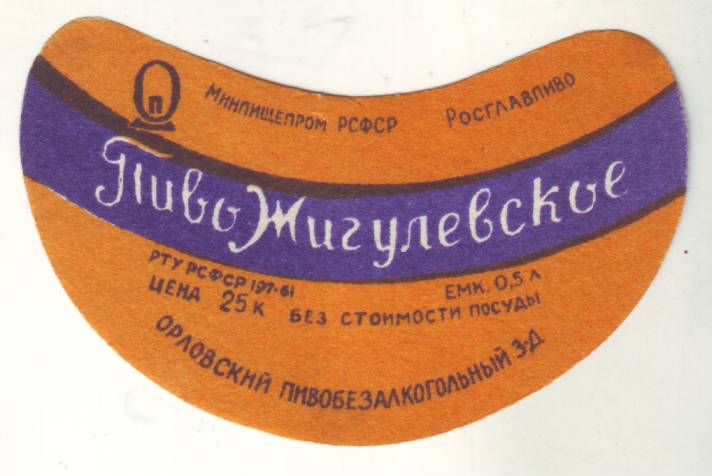 П
МИНПИЩЕПРОМ РСФСР РОСГЛАВПИВО
Пиво Жигулевское
РТУ РСФСР 197-61 ЕМК. 0,5 Л
ЦЕНА 25 К БЕЗ СТОИМОСТИ ПОСУДЫ
ОРЛОВСКИЙ ПИВОБЕЗАЛКОГОЛЬНЫЙ З-Д